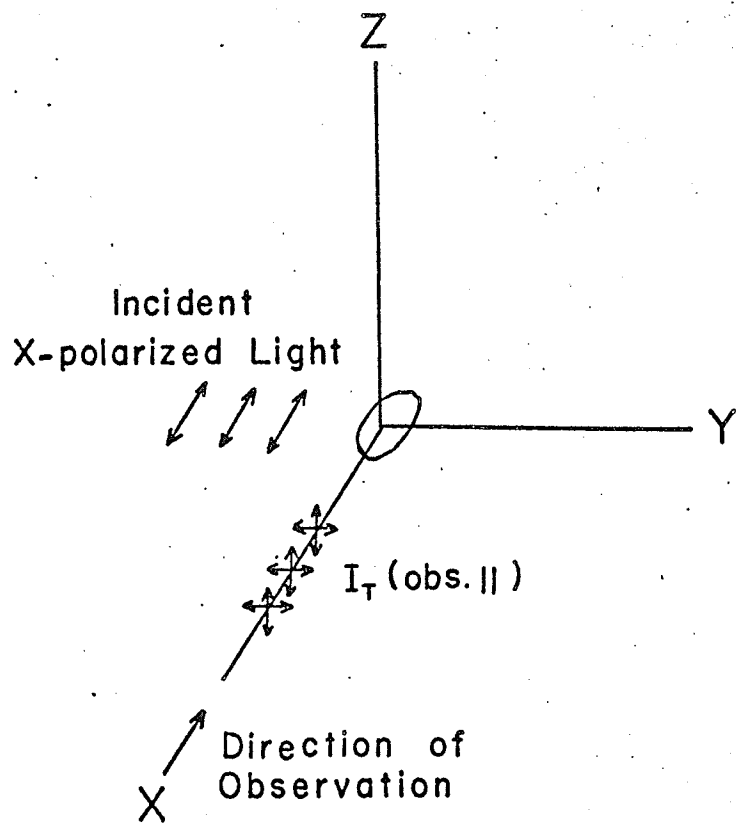 Z
Incident
X-polarized Light
Y
I_T (obs. ||)
Direction of
Observation
X